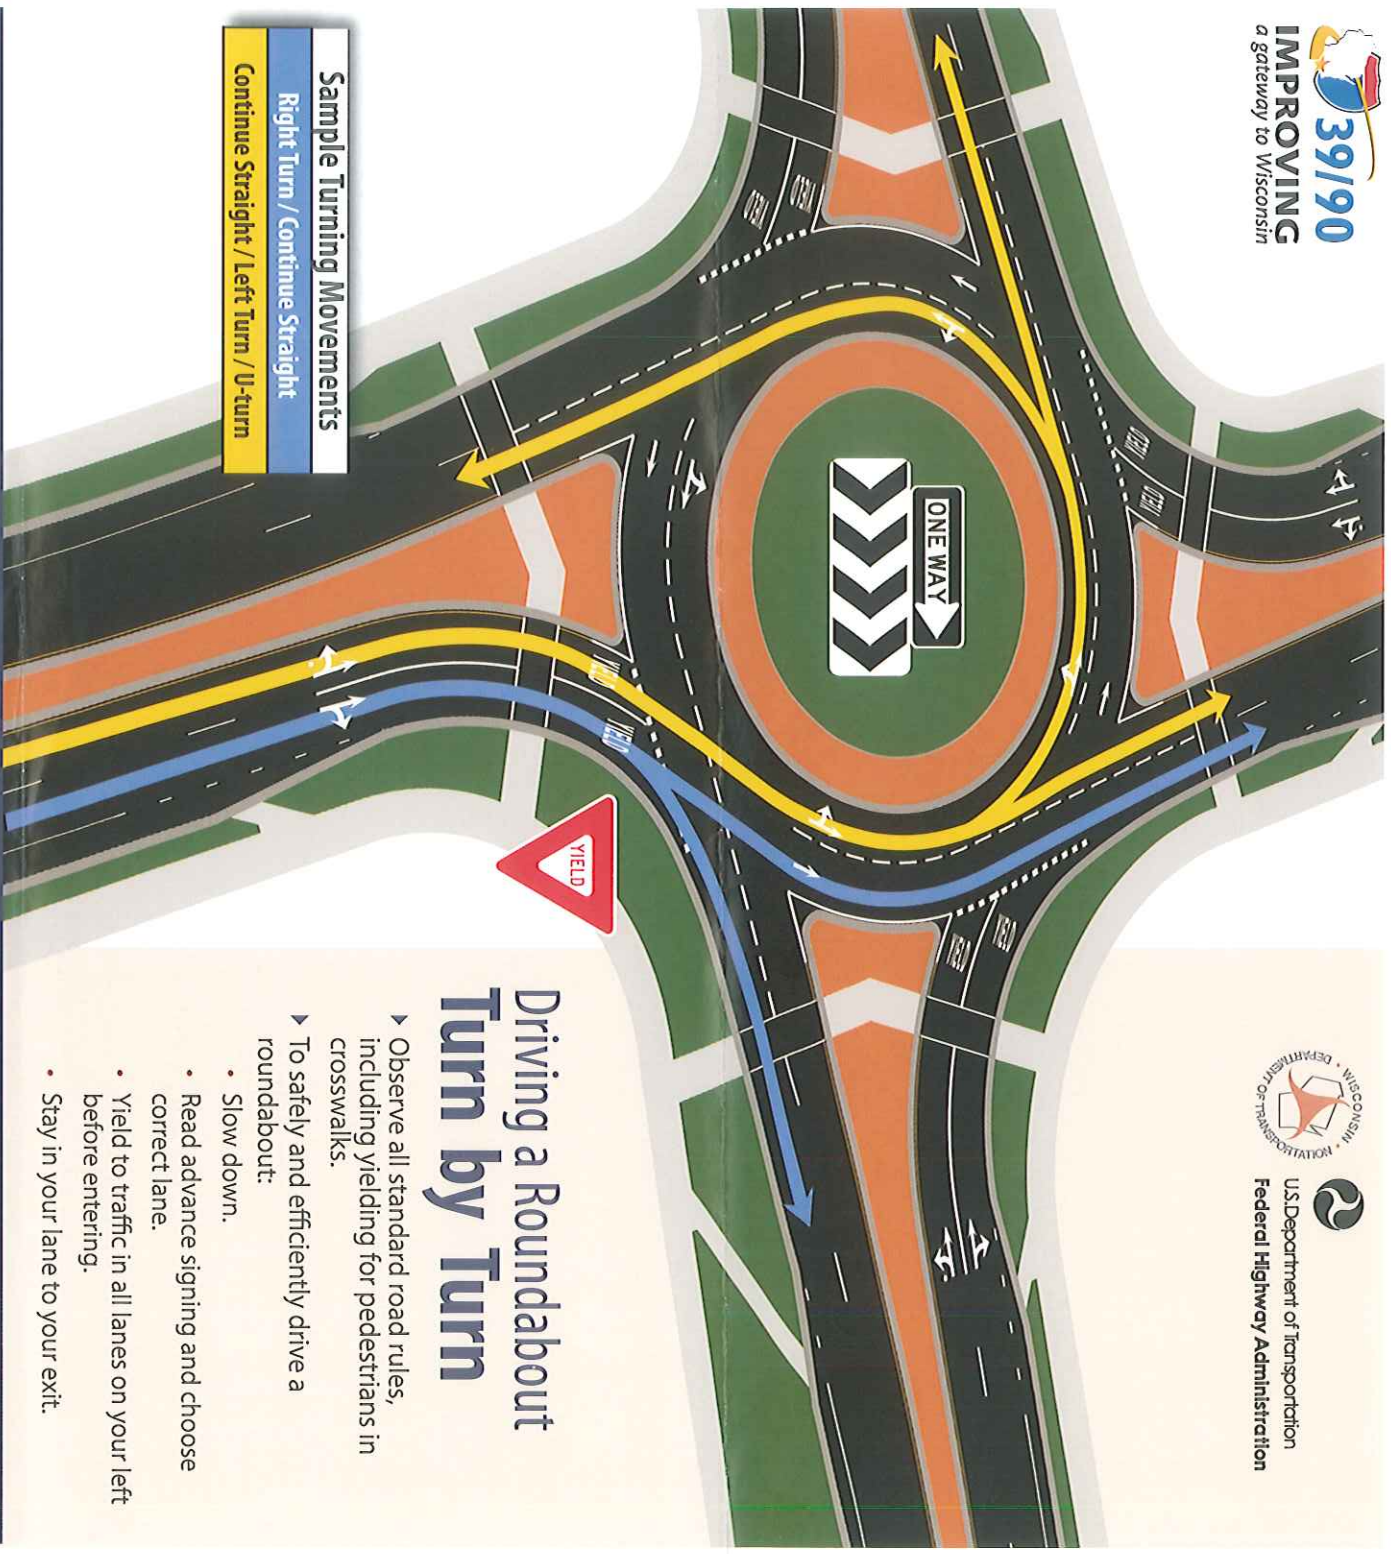 39/90
IMPROVING
a gateway to Wisconsin
WISCONSIN
DEPARTMENT OF TRANSPORTATION
U.S.Department of Transportation
Federal Highway Administration
YIELD
YIELD
YIELD
YIELD
ONE WAY
YIELD
YIELD
YIELD
YIELD
YIELD
Sample Turning Movements
Right Turn / Continue Straight
Continue Straight / Left Turn / U-turn
Driving a Roundabout
Turn by Turn
Observe all standard road rules,
including yielding for pedestrians in
crosswalks.
To safely and efficiently drive a
roundabout:
• Slow down.
• Read advance signing and choose
correct lane.
• Yield to traffic in all lanes on your left
before entering.
• Stay in your lane to your exit.